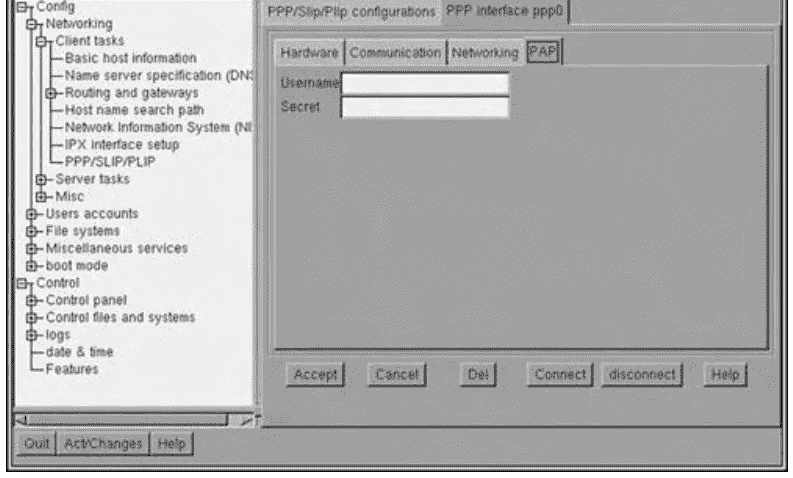 Config
Networking
Client tasks
Basic host information
Name server specification (DNS
Routing and gateways
Host name search path
Network Information System (NI
IPX interface setup
PPP/SLIP/PLIP
Server tasks
Misc
Users accounts
File systems
Miscellaneous services
boot mode
Control
Control panel
Control files and systems
logs
date & time
Features
Quit Act/Changes Help
PPP/Slip/Plip configurations PPP interface ppp0
Hardware Communication Networking PAP
Username
Secret
Accept Cancel Del Connect disconnect Help